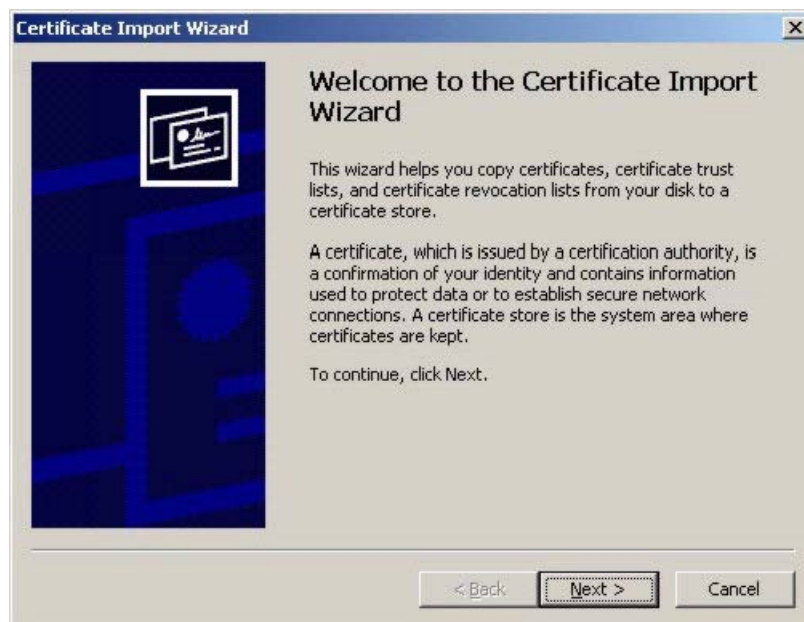 Certificate Import Wizard
Welcome to the Certificate Import
Wizard
This wizard helps you copy certificates, certificate trust
lists, and certificate revocation lists from your disk to a
certificate store.
A certificate, which is issued by a certification authority, is
a confirmation of your identity and contains information
used to protect data or to establish secure network
connections. A certificate store is the system area where
certificates are kept.
To continue, click Next.
< Back Next > Cancel